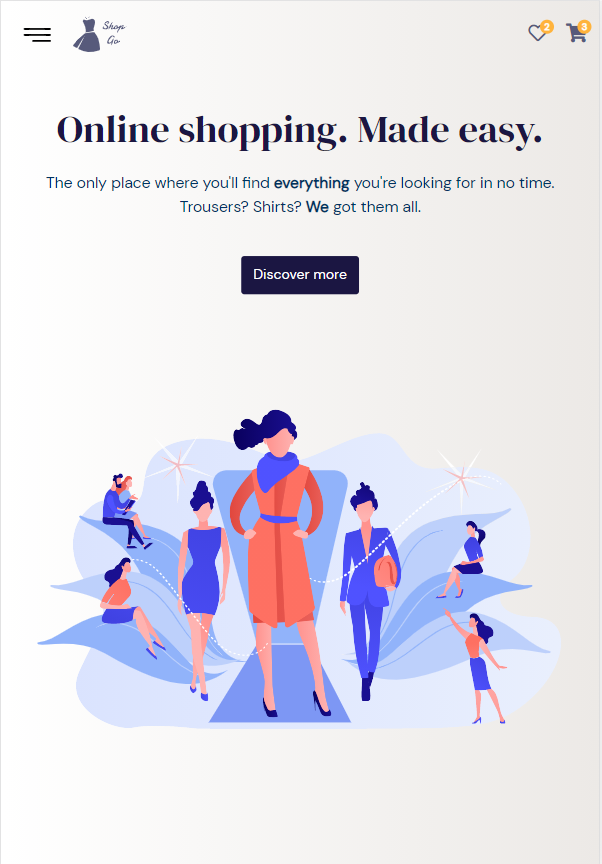 Shop
Go
2
3
Online shopping. Made easy.
The only place where you'll find everything you're looking for in no time.
Trousers? Shirts? We got them all.
Discover more